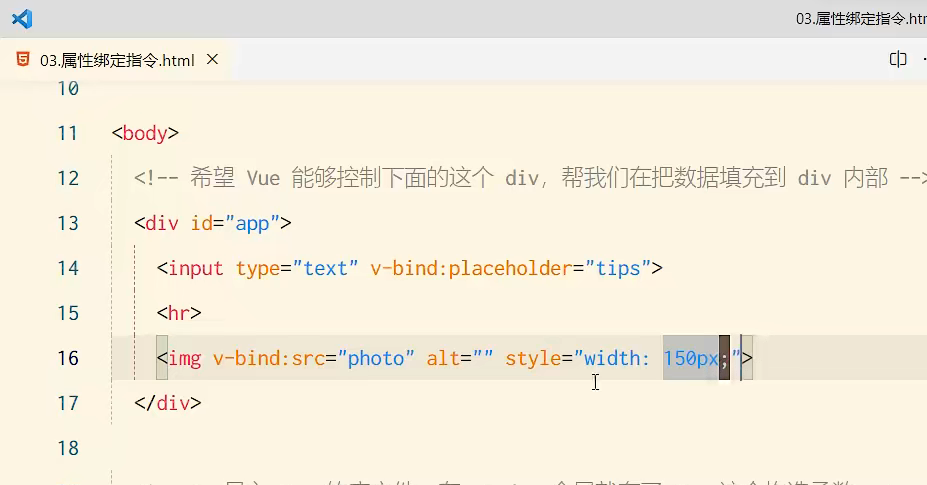 03.属性绑定指令.htm
03.属性绑定指令.html
10
11 <body>
12 <!-- 希望 Vue 能够控制下面的这个 div，帮我们在把数据填充到 div 内部 -->
13 <div id="app">
14 <input type="text" v-bind:placeholder="tips">
15 <hr>
16 <img v-bind:src="photo" alt="" style="width: 150px;">
17 </div>
18